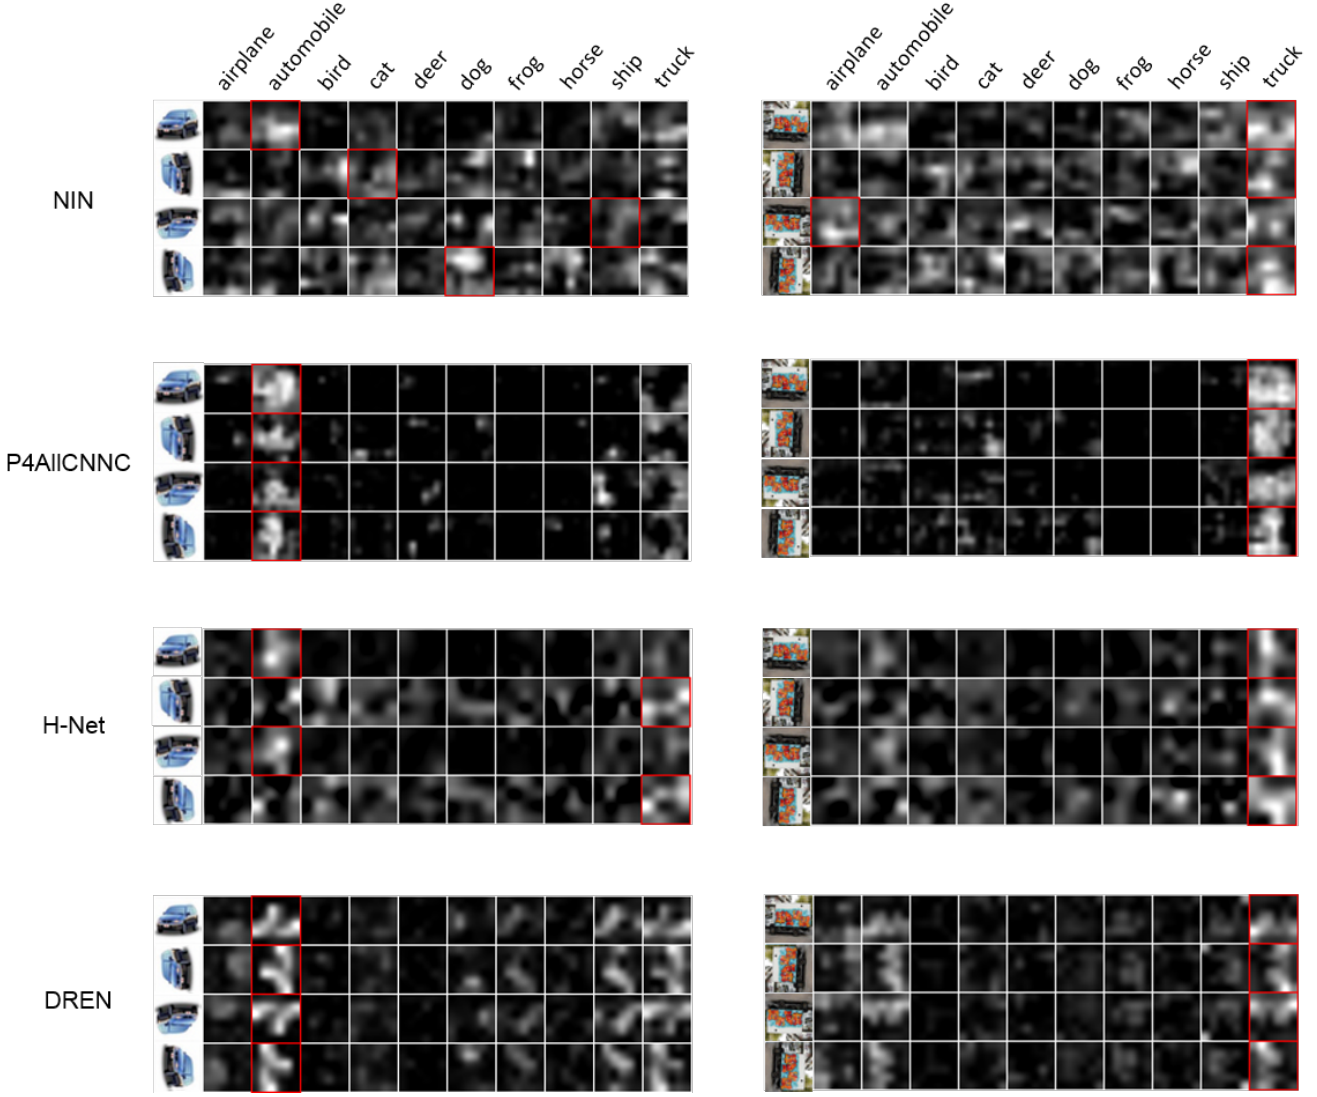 airplane automobile bird cat deer dog frog horse ship truck
airplane automobile bird cat deer dog frog horse ship truck
NIN
P4AllCNNC
H-Net
DREN